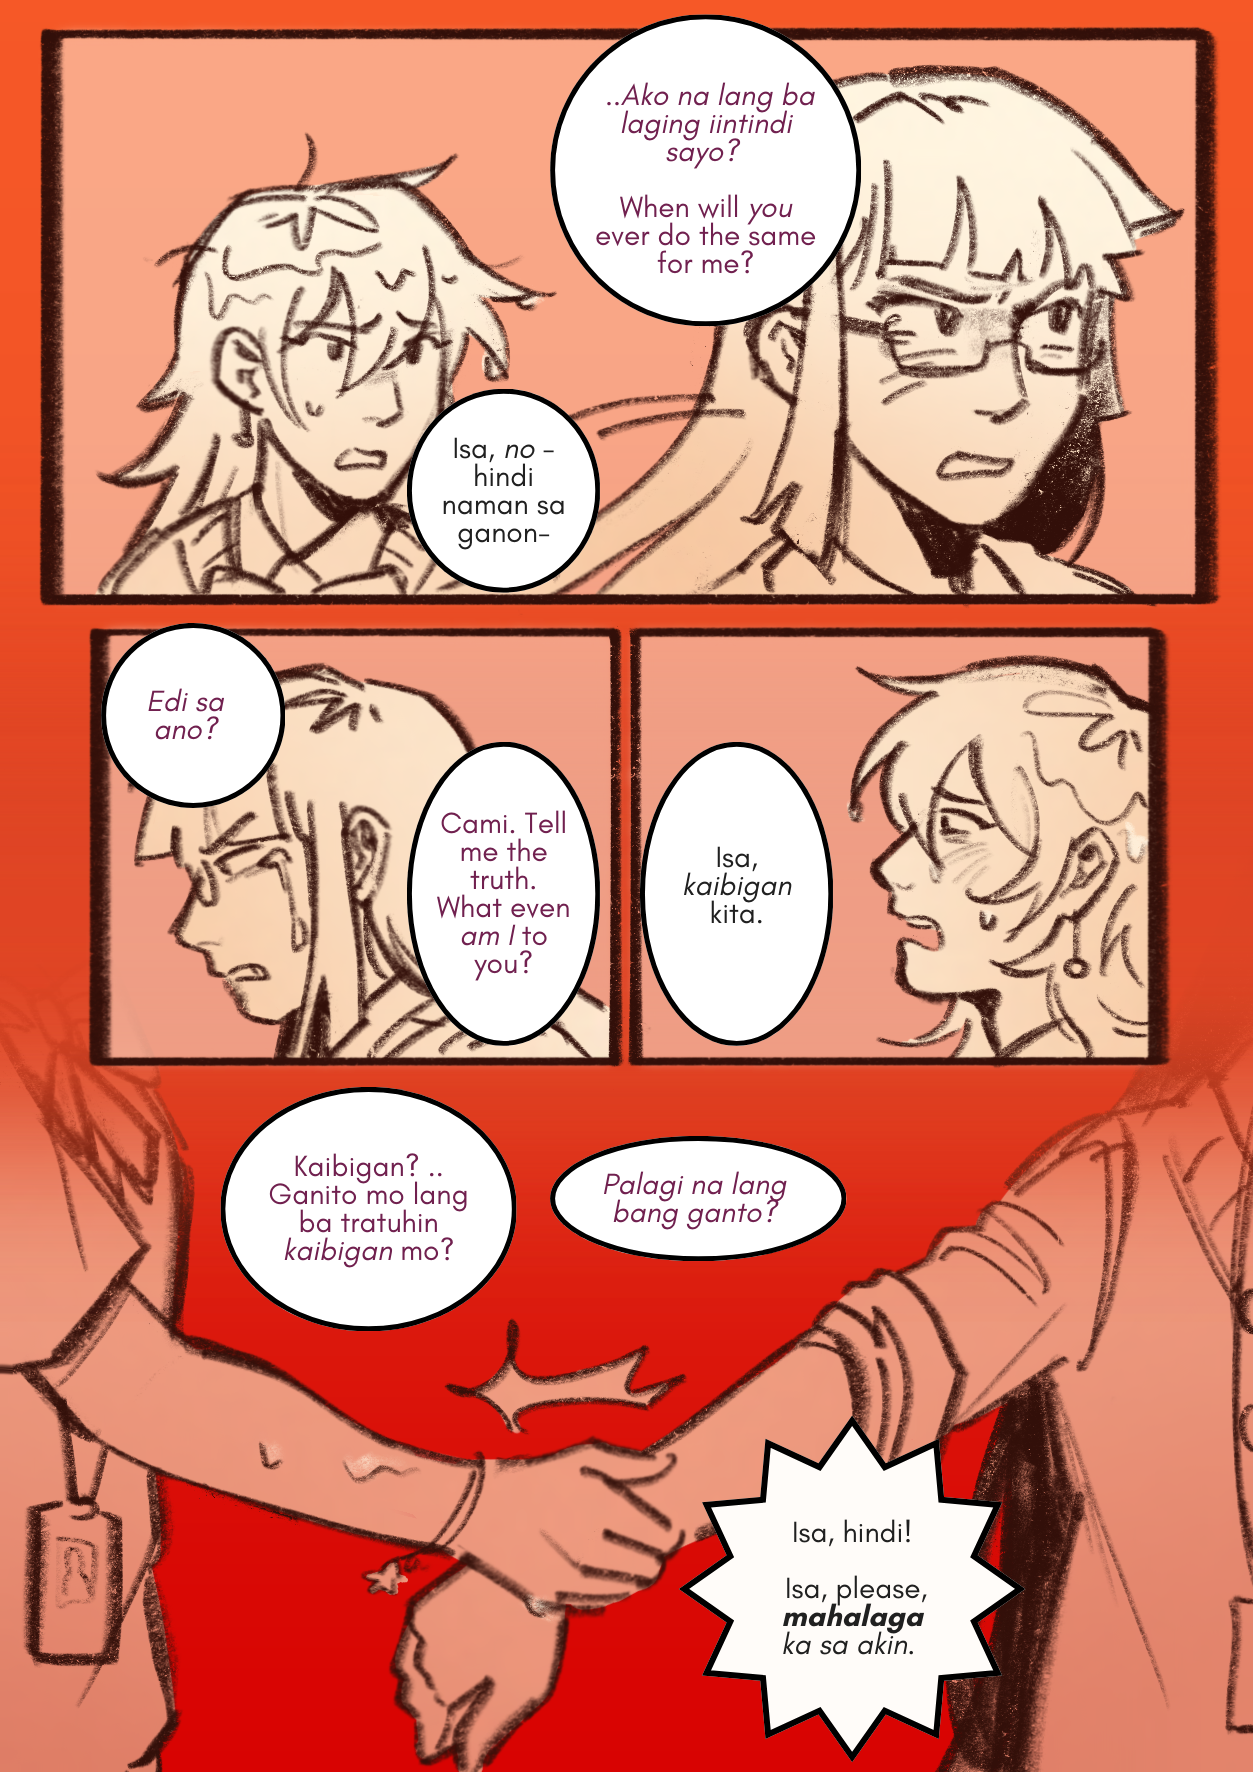 ..Ako na lang ba
laging iintindi
sayo?
When will you
ever do the same
for me?
Isa, no -
hindi
naman sa
ganon-
Edi sa
ano?
Cami. Tell
me the
truth.
What even
am I to
you?
Isa,
kaibigan
kita.
Kaibigan? ..
Ganito mo lang
ba tratuhin
kaibigan mo?
Palagi na lang
bang ganto?
Isa, hindi!
Isa, please,
mahalaga
ka sa akin.